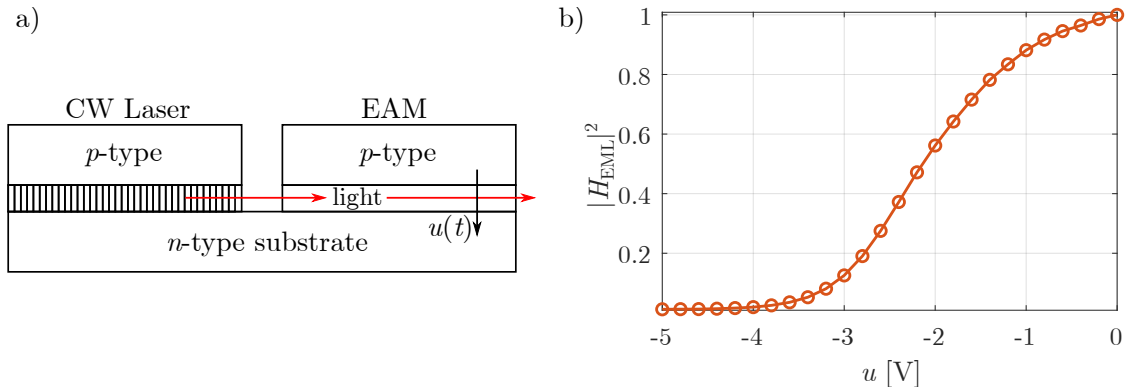 a)
CW Laser
EAM
p-type
p-type
light
u(t)
n-type substrate
b)
|H_EML|²
1
0.8
0.6
0.4
0.2
-5
-4
-3
-2
-1
0
u [V]